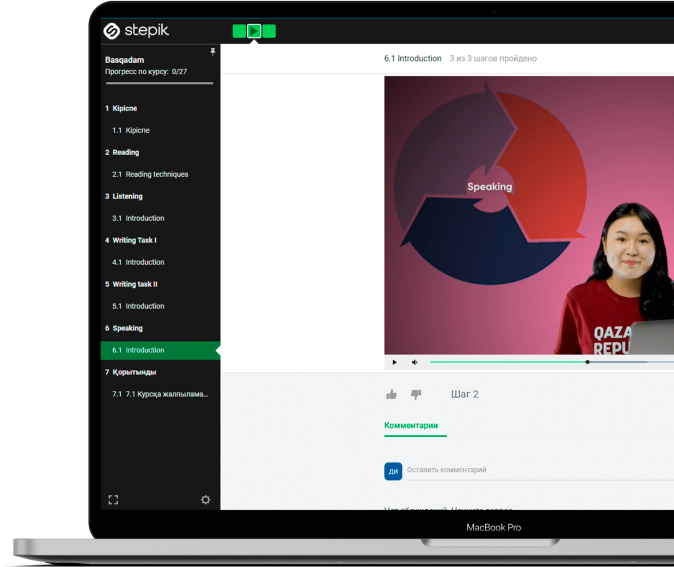 stepik
Basqadam
Прогресс по курсу: 0/27
1 Кіріспе
1.1 Кіріспе
2 Reading
2.1 Reading techniques
3 Listening
3.1 Introduction
4 Writing Task I
4.1 Introduction
5 Writing task II
5.1 Introduction
6 Speaking
6.1 Introduction
7 Қорытынды
7.1 7.1 Курсқа жалпылама...
6.1 Introduction 3 из 3 шагов пройдено
Speaking
QAZA
REPU
Шаг 2
Комментарии
ДИ
Оставить комментарий
MacBook Pro